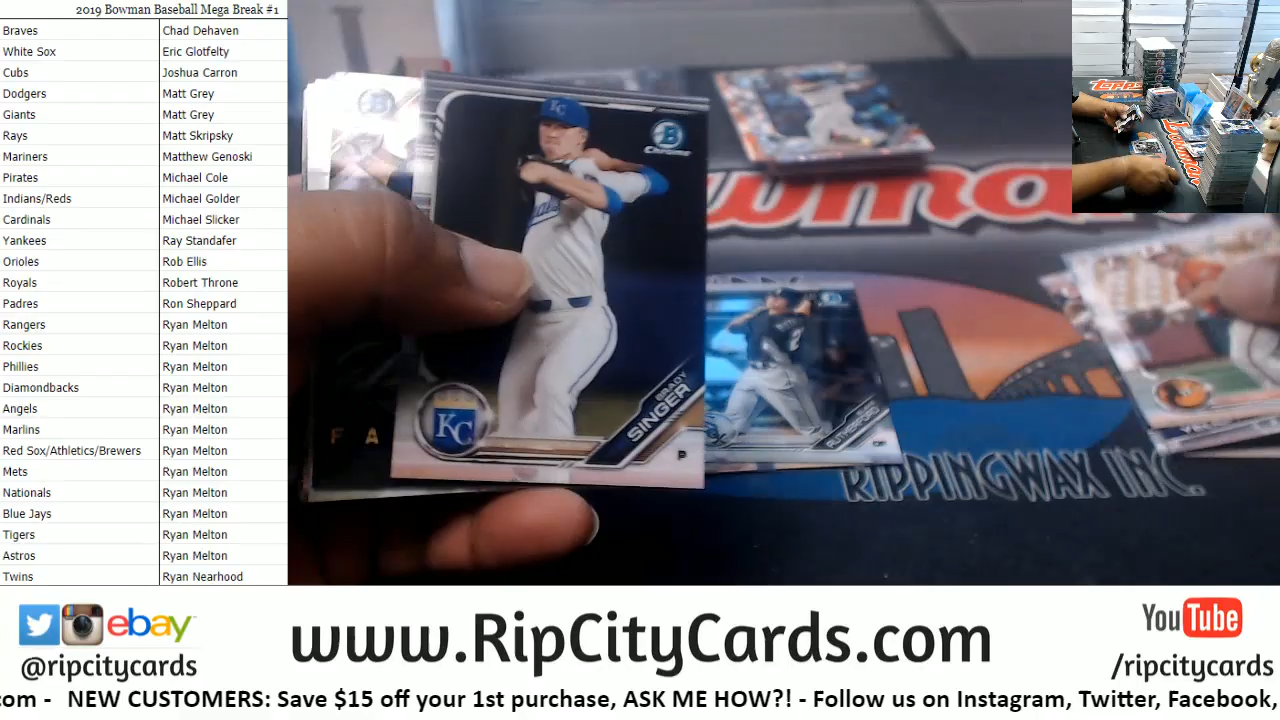 2019 Bowman Baseball Mega Break #1
Braves Chad Dehaven
White Sox Eric Glotfelty
Cubs Joshua Carron
Dodgers Matt Grey
Giants Matt Grey
Rays Matt Skripsky
Mariners Matthew Genoski
Pirates Michael Cole
Indians/Reds Michael Golder
Cardinals Michael Slicker
Yankees Ray Standafer
Orioles Rob Ellis
Royals Robert Throne
Padres Ron Sheppard
Rangers Ryan Melton
Rockies Ryan Melton
Phillies Ryan Melton
Diamondbacks Ryan Melton
Angels Ryan Melton
Marlins Ryan Melton
Red Sox/Athletics/Brewers Ryan Melton
Mets Ryan Melton
Nationals Ryan Melton
Blue Jays Ryan Melton
Tigers Ryan Melton
Astros Ryan Melton
Twins Ryan Nearhood
KC
B
Chrome
KC
BRADY
SINGER
P
F A
RUTHERFORD
owma
RIPPINGWAX INC.
ebay
@ripcitycards
www.RipCityCards.com
YouTube
/ripcitycards
com - NEW CUSTOMERS: Save $15 off your 1st purchase, ASK ME HOW?! - Follow us on Instagram, Twitter, Facebook,